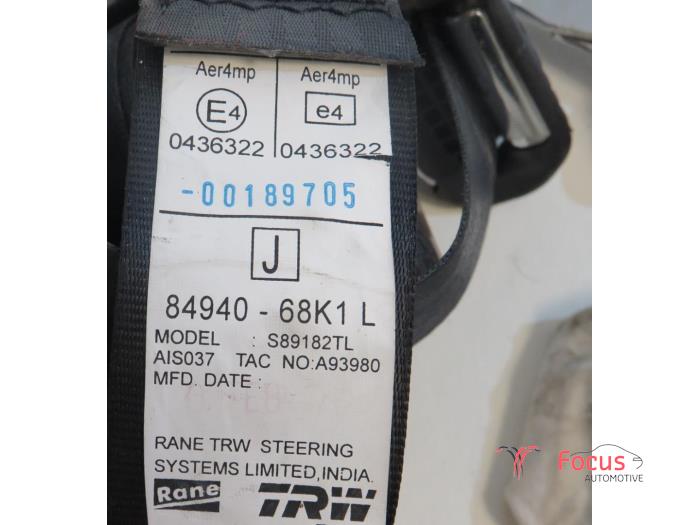 Aer4mp Aer4mp
E4 e4
0436322 0436322
-00189705
J
84940 - 68K1 L
MODEL : S89182TL
AIS037 TAC NO:A93980
MFD. DATE :
RANE TRW STEERING
SYSTEMS LIMITED,INDIA.
Rane TRW
Focus
AUTOMOTIVE